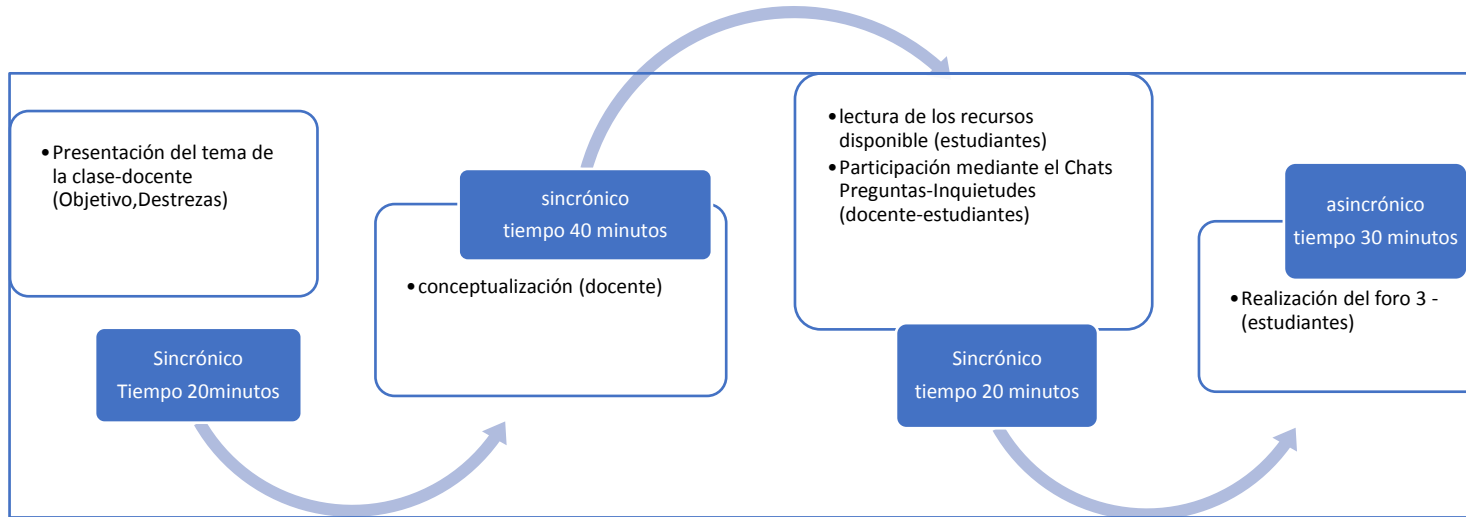 •Presentación del tema de
la clase-docente
(Objetivo,Destrezas)
Sincrónico
Tiempo 20minutos
sincrónico
tiempo 40 minutos
•conceptualización (docente)
•lectura de los recursos
disponible (estudiantes)
•Participación mediante el Chats
Preguntas-Inquietudes
(docente-estudiantes)
Sincrónico
tiempo 20 minutos
asincrónico
tiempo 30 minutos
•Realización del foro 3 -
(estudiantes)